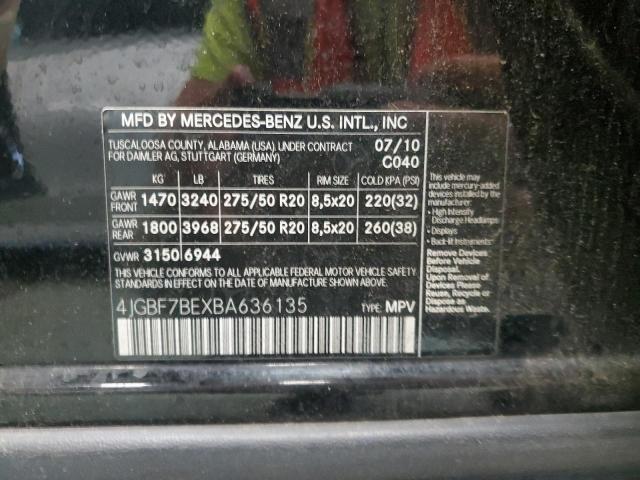 MFD BY MERCEDES-BENZ U.S. INTL., INC
TUSCALOOSA COUNTY, ALABAMA (USA), UNDER CONTRACT
FOR DAIMLER AG, STUTTGART (GERMANY)
07/10
C040
KG LB TIRES RIM SIZE COLD KPA (PSI)
GAWR FRONT 1470 3240 275/50 R20 8,5x20 220(32)
GAWR REAR 1800 3968 275/50 R20 8,5x20 260(38)
GVWR 3150 6944
THIS VEHICLE CONFORMS TO ALL APPLICABLE FEDERAL MOTOR VEHICLE SAFETY
STANDARDS IN EFFECT ON THE DATE OF MANUFACTURE SHOWN ABOVE.
4JGBF7BEXBA636135
TYPE: MPV
This vehicle may
include mercury-added
devices installed by the
manufacturer:
• High Intensity
Discharge Headlamps
• Displays
• Back-lit Instruments
Remove Devices
Before Vehicle
Disposal.
Upon Removal of
Devices Please
Reuse, Recycle or
Dispose as
Hazardous Waste.